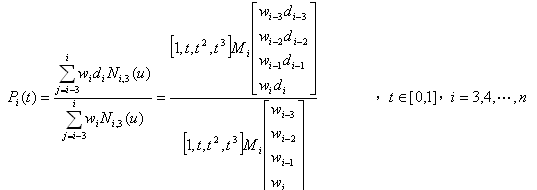 P_i(t) = \frac{\sum_{j=i-3}^{i} w_i d_i N_{i,3}(u)}{\sum_{j=i-3}^{i} w_i N_{i,3}(u)} = \frac{[1,t,t^2,t^3] M_i \begin{bmatrix} w_{i-3}d_{i-3} \\ w_{i-2}d_{i-2} \\ w_{i-1}d_{i-1} \\ w_i d_i \end{bmatrix}}{[1,t,t^2,t^3] M_i \begin{bmatrix} w_{i-3} \\ w_{i-2} \\ w_{i-1} \\ w_i \end{bmatrix}} ,t∈[0,1], i = 3,4,⋯,n